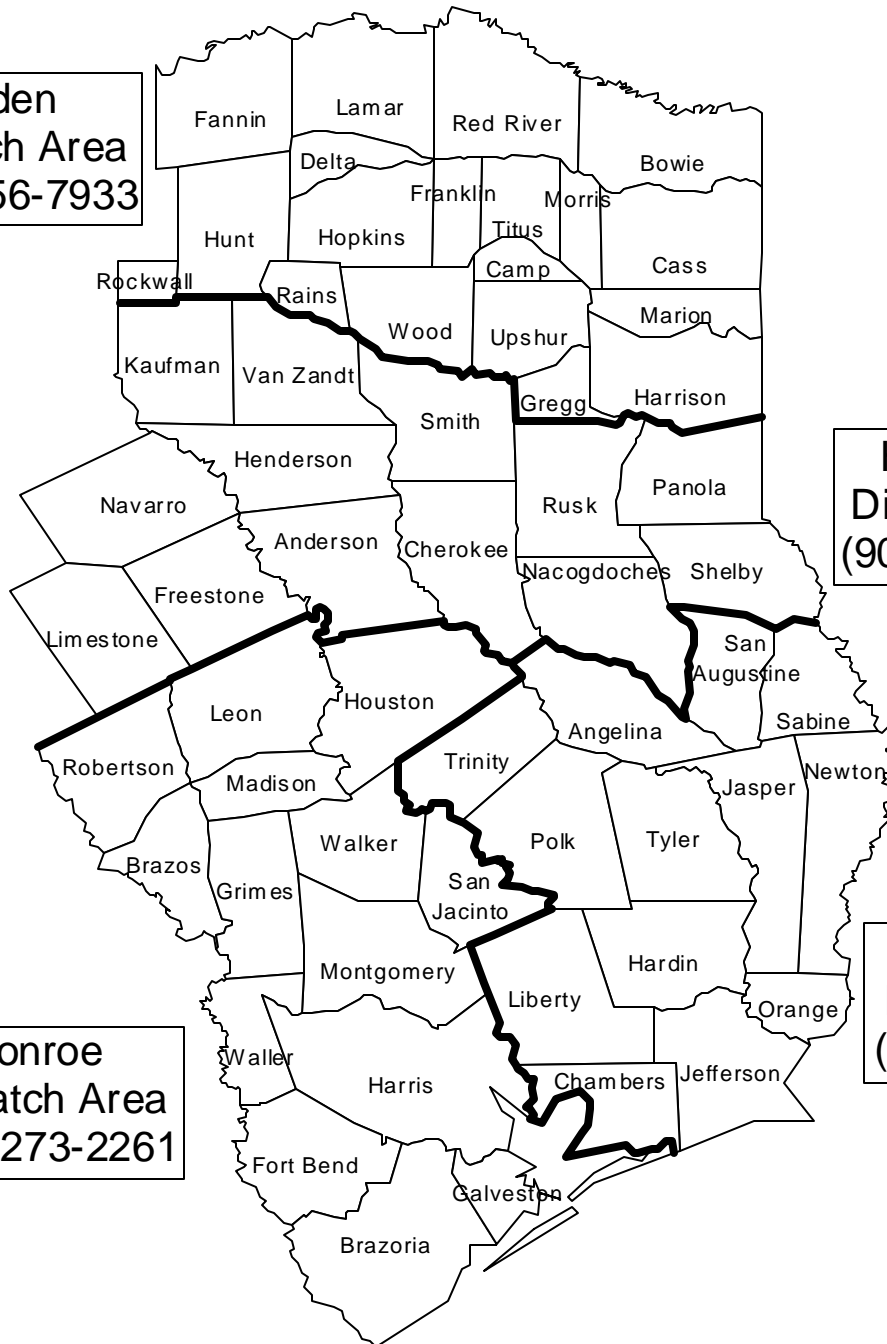 den
ch Area
56-7933
Fannin
Lamar
Red River
Bowie
Delta
Franklin
Morris
Titus
Hunt
Hopkins
Camp
Cass
Rockwall
Rains
Marion
Wood
Upshur
Kaufman
Van Zandt
Gregg
Harrison
Smith
Henderson
Navarro
Rusk
Panola
Di
(90
Anderson
Cherokee
Nacogdoches
Shelby
Freestone
Limestone
San
Augustine
Leon
Houston
Sabine
Angelina
Robertson
Madison
Trinity
Jasper
Newton
Walker
Polk
Tyler
Brazos
Grimes
San
Jacinto
Montgomery
Hardin
Liberty
Orange
(
onroe
atch Area
273-2261
Waller
Harris
Chambers
Jefferson
Fort Bend
Galveston
Brazoria